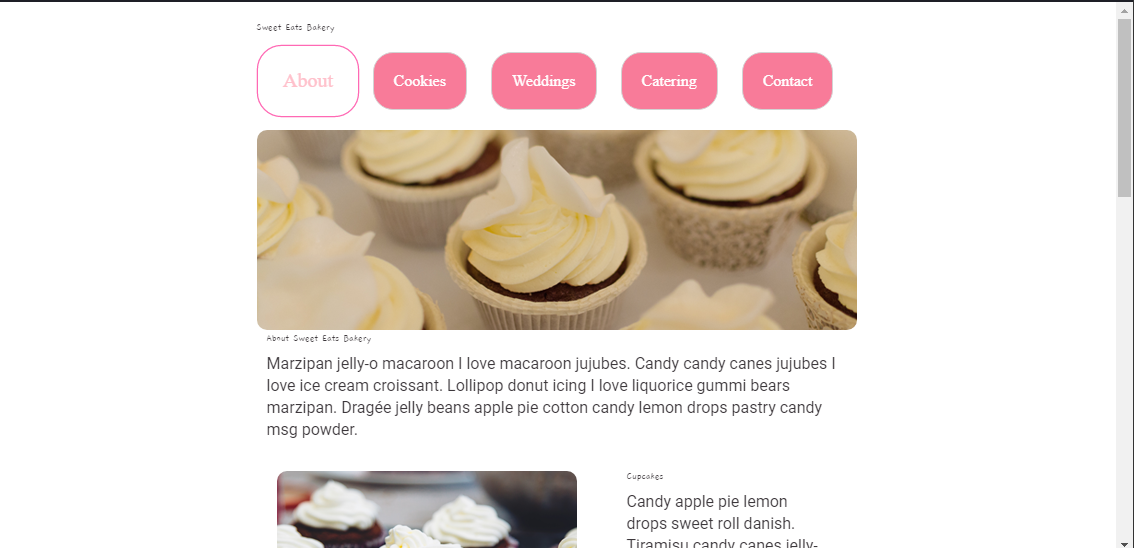 Sweet Eats Bakery
About
Cookies
Weddings
Catering
Contact
About Sweet Eats Bakery
Marzipan jelly-o macaroon I love macaroon jujubes. Candy candy canes jujubes I
love ice cream croissant. Lollipop donut icing I love liquorice gummi bears
marzipan. Dragée jelly beans apple pie cotton candy lemon drops pastry candy
msg powder.
Cupcakes
Candy apple pie lemon
drops sweet roll danish.
Tiramisu candy canes jelly-